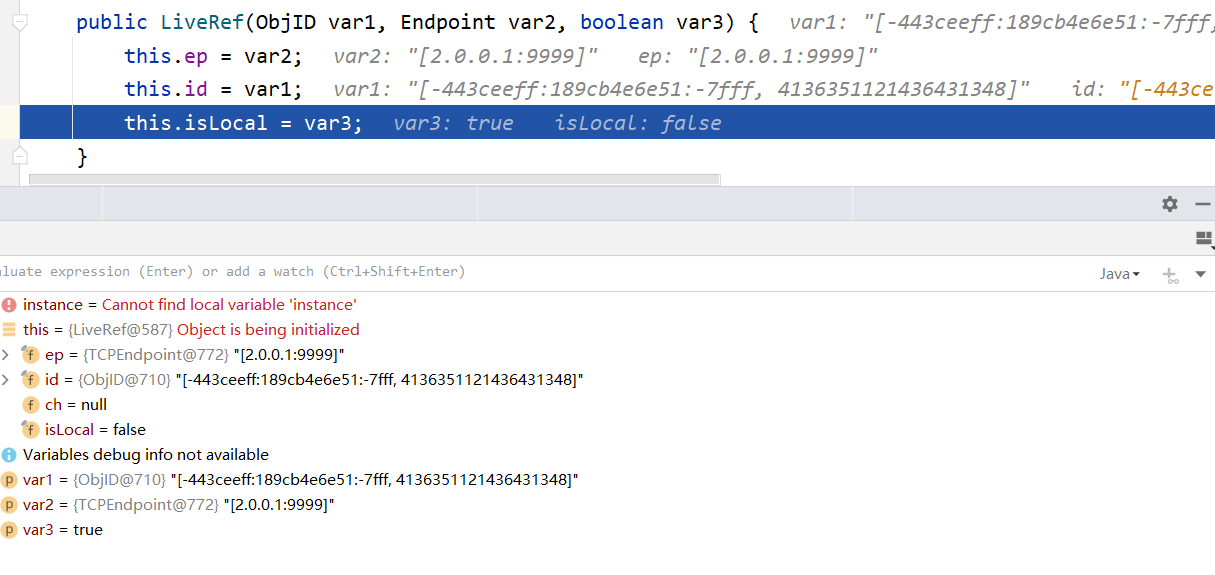 public LiveRef(ObjID var1, Endpoint var2, boolean var3) { var1: "[-443ceeff:189cb4e6e51:-7fff,
this.ep = var2; var2: "[2.0.0.1:9999]" ep: "[2.0.0.1:9999]"
this.id = var1; var1: "[-443ceeff:189cb4e6e51:-7fff, 4136351121436431348]" id: "[-443ce
this.isLocal = var3; var3: true isLocal: false
}
luate expression (Enter) or add a watch (Ctrl+Shift+Enter) Java
instance = Cannot find local variable 'instance'
this = {LiveRef@587} Object is being initialized
f ep = {TCPEndpoint@772} "[2.0.0.1:9999]"
f id = {ObjID@710} "[-443ceeff:189cb4e6e51:-7fff, 4136351121436431348]"
f ch = null
f isLocal = false
Variables debug info not available
p var1 = {ObjID@710} "[-443ceeff:189cb4e6e51:-7fff, 4136351121436431348]"
p var2 = {TCPEndpoint@772} "[2.0.0.1:9999]"
p var3 = true